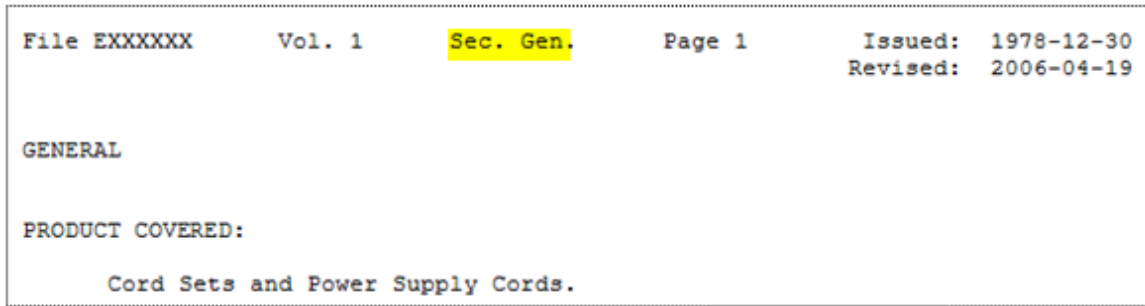 File EXXXXXX Vol. 1 Sec. Gen. Page 1 Issued: 1978-12-30
Revised: 2006-04-19
GENERAL
PRODUCT COVERED:
Cord Sets and Power Supply Cords.